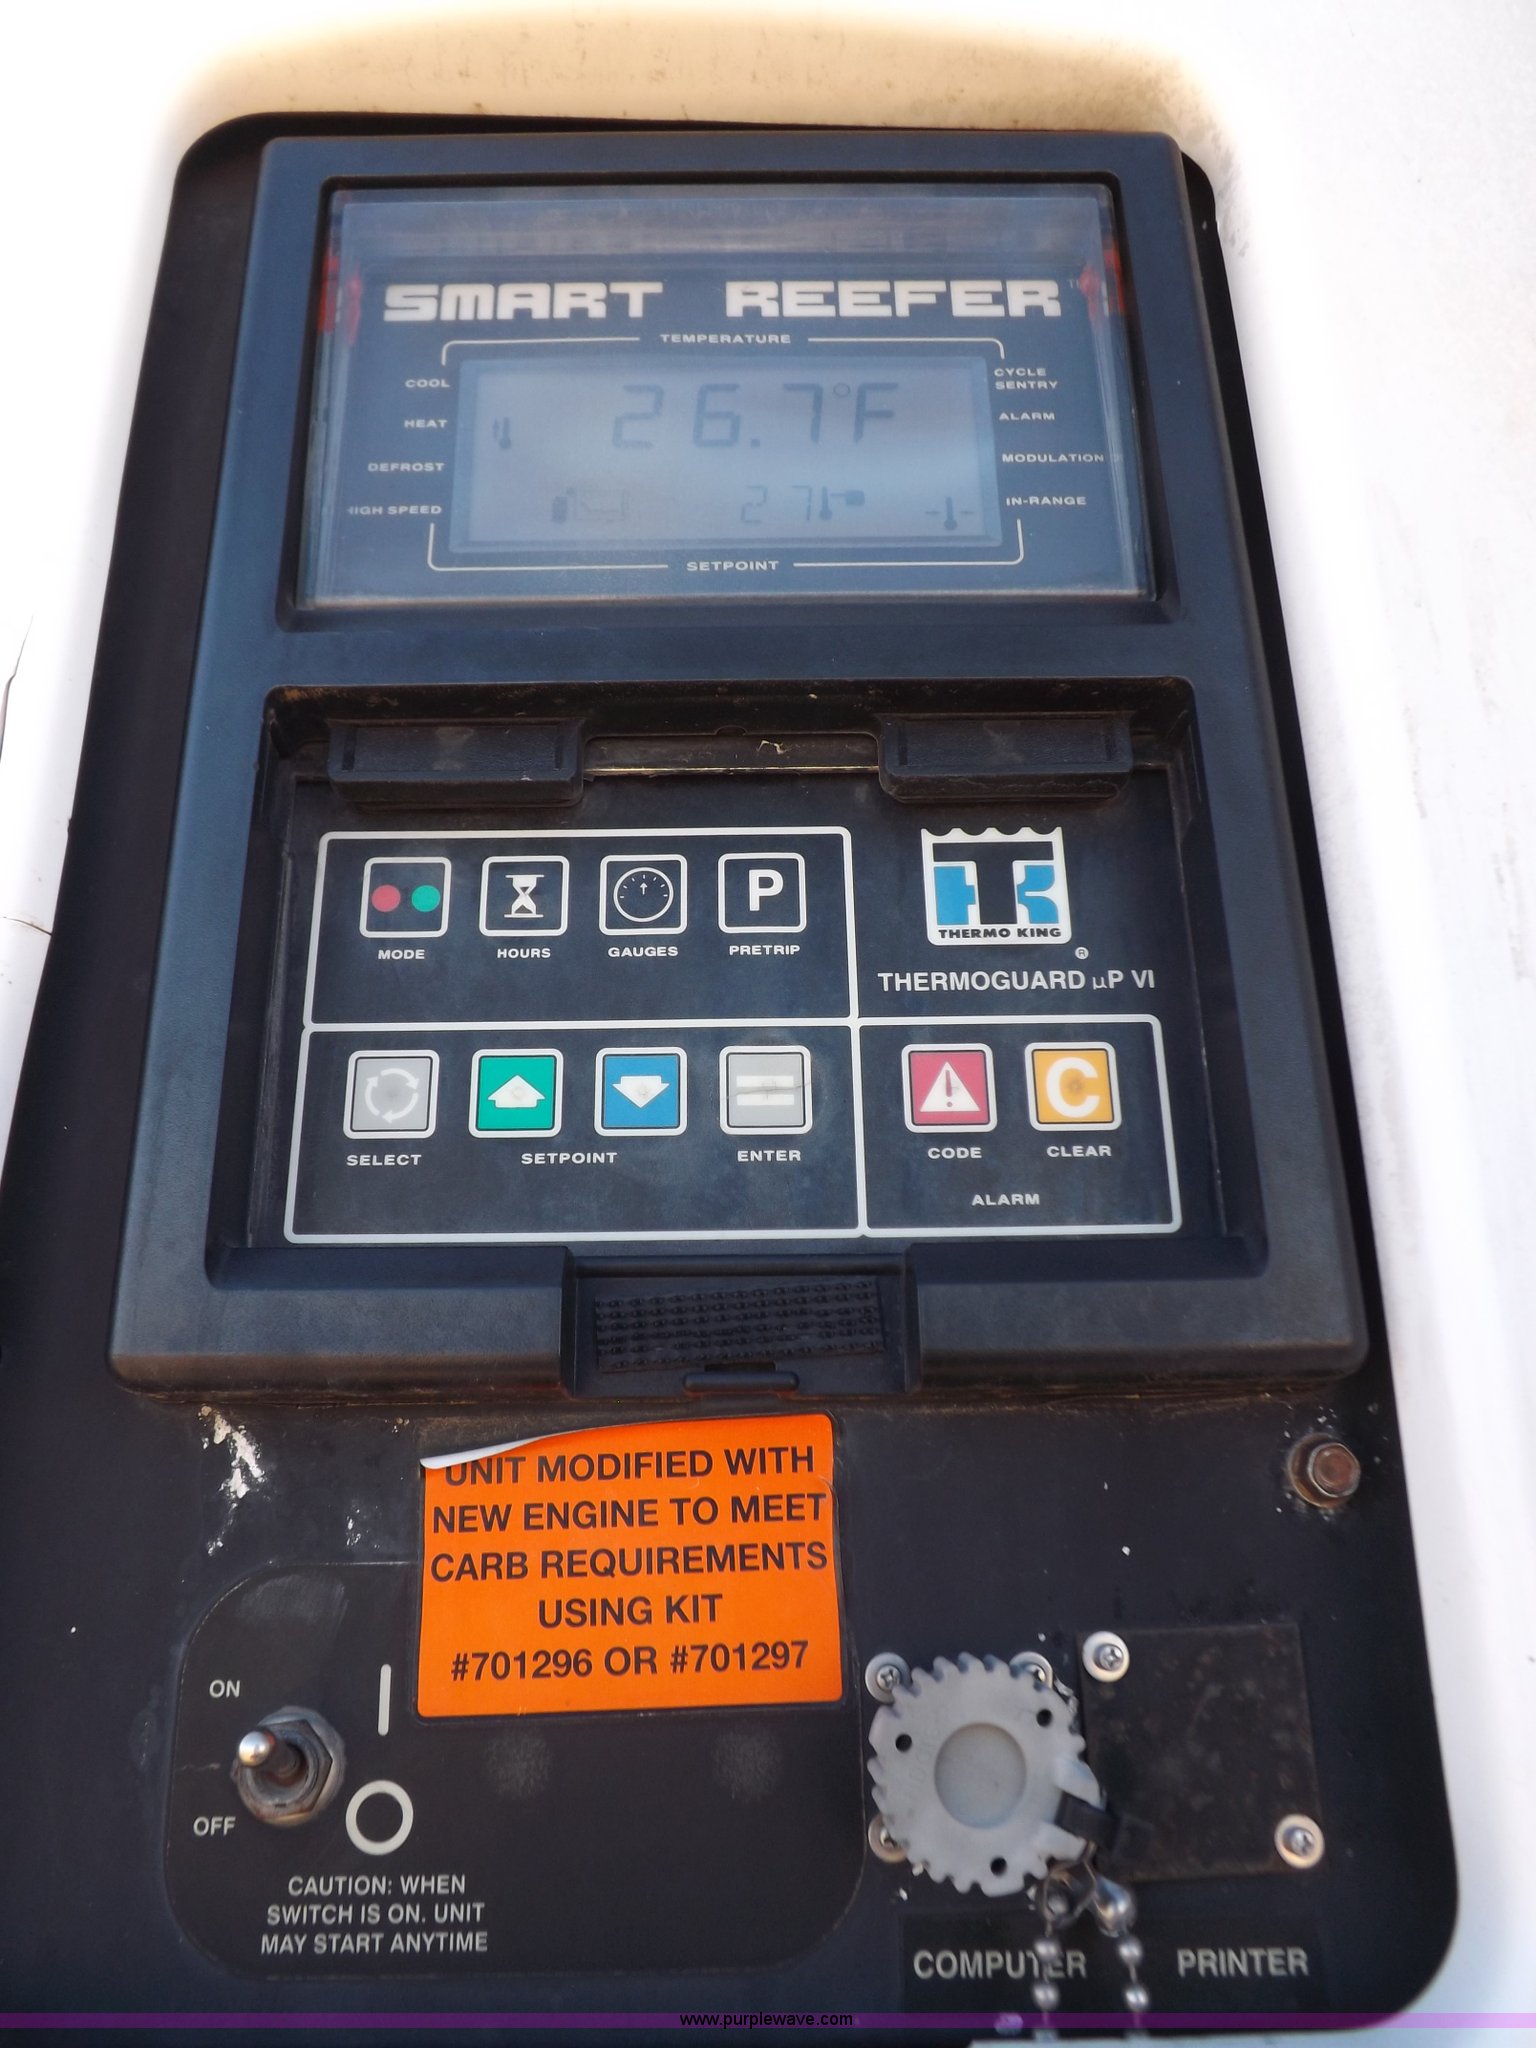 SMART REEFER
TEMPERATURE
COOL
HEAT
DEFROST
HIGH SPEED
26.7°F
27
CYCLE
SENTRY
ALARM
MODULATION
IN-RANGE
SETPOINT
MODE
HOURS
GAUGES
P
PRETRIP
THERMO KING
®
THERMOGUARD µP VI
SELECT
SETPOINT
ENTER
C
CODE
CLEAR
ALARM
UNIT MODIFIED WITH
NEW ENGINE TO MEET
CARB REQUIREMENTS
USING KIT
#701296 OR #701297
ON
OFF
CAUTION: WHEN
SWITCH IS ON. UNIT
MAY START ANYTIME
COMPUTER
PRINTER
www.purplewave.com